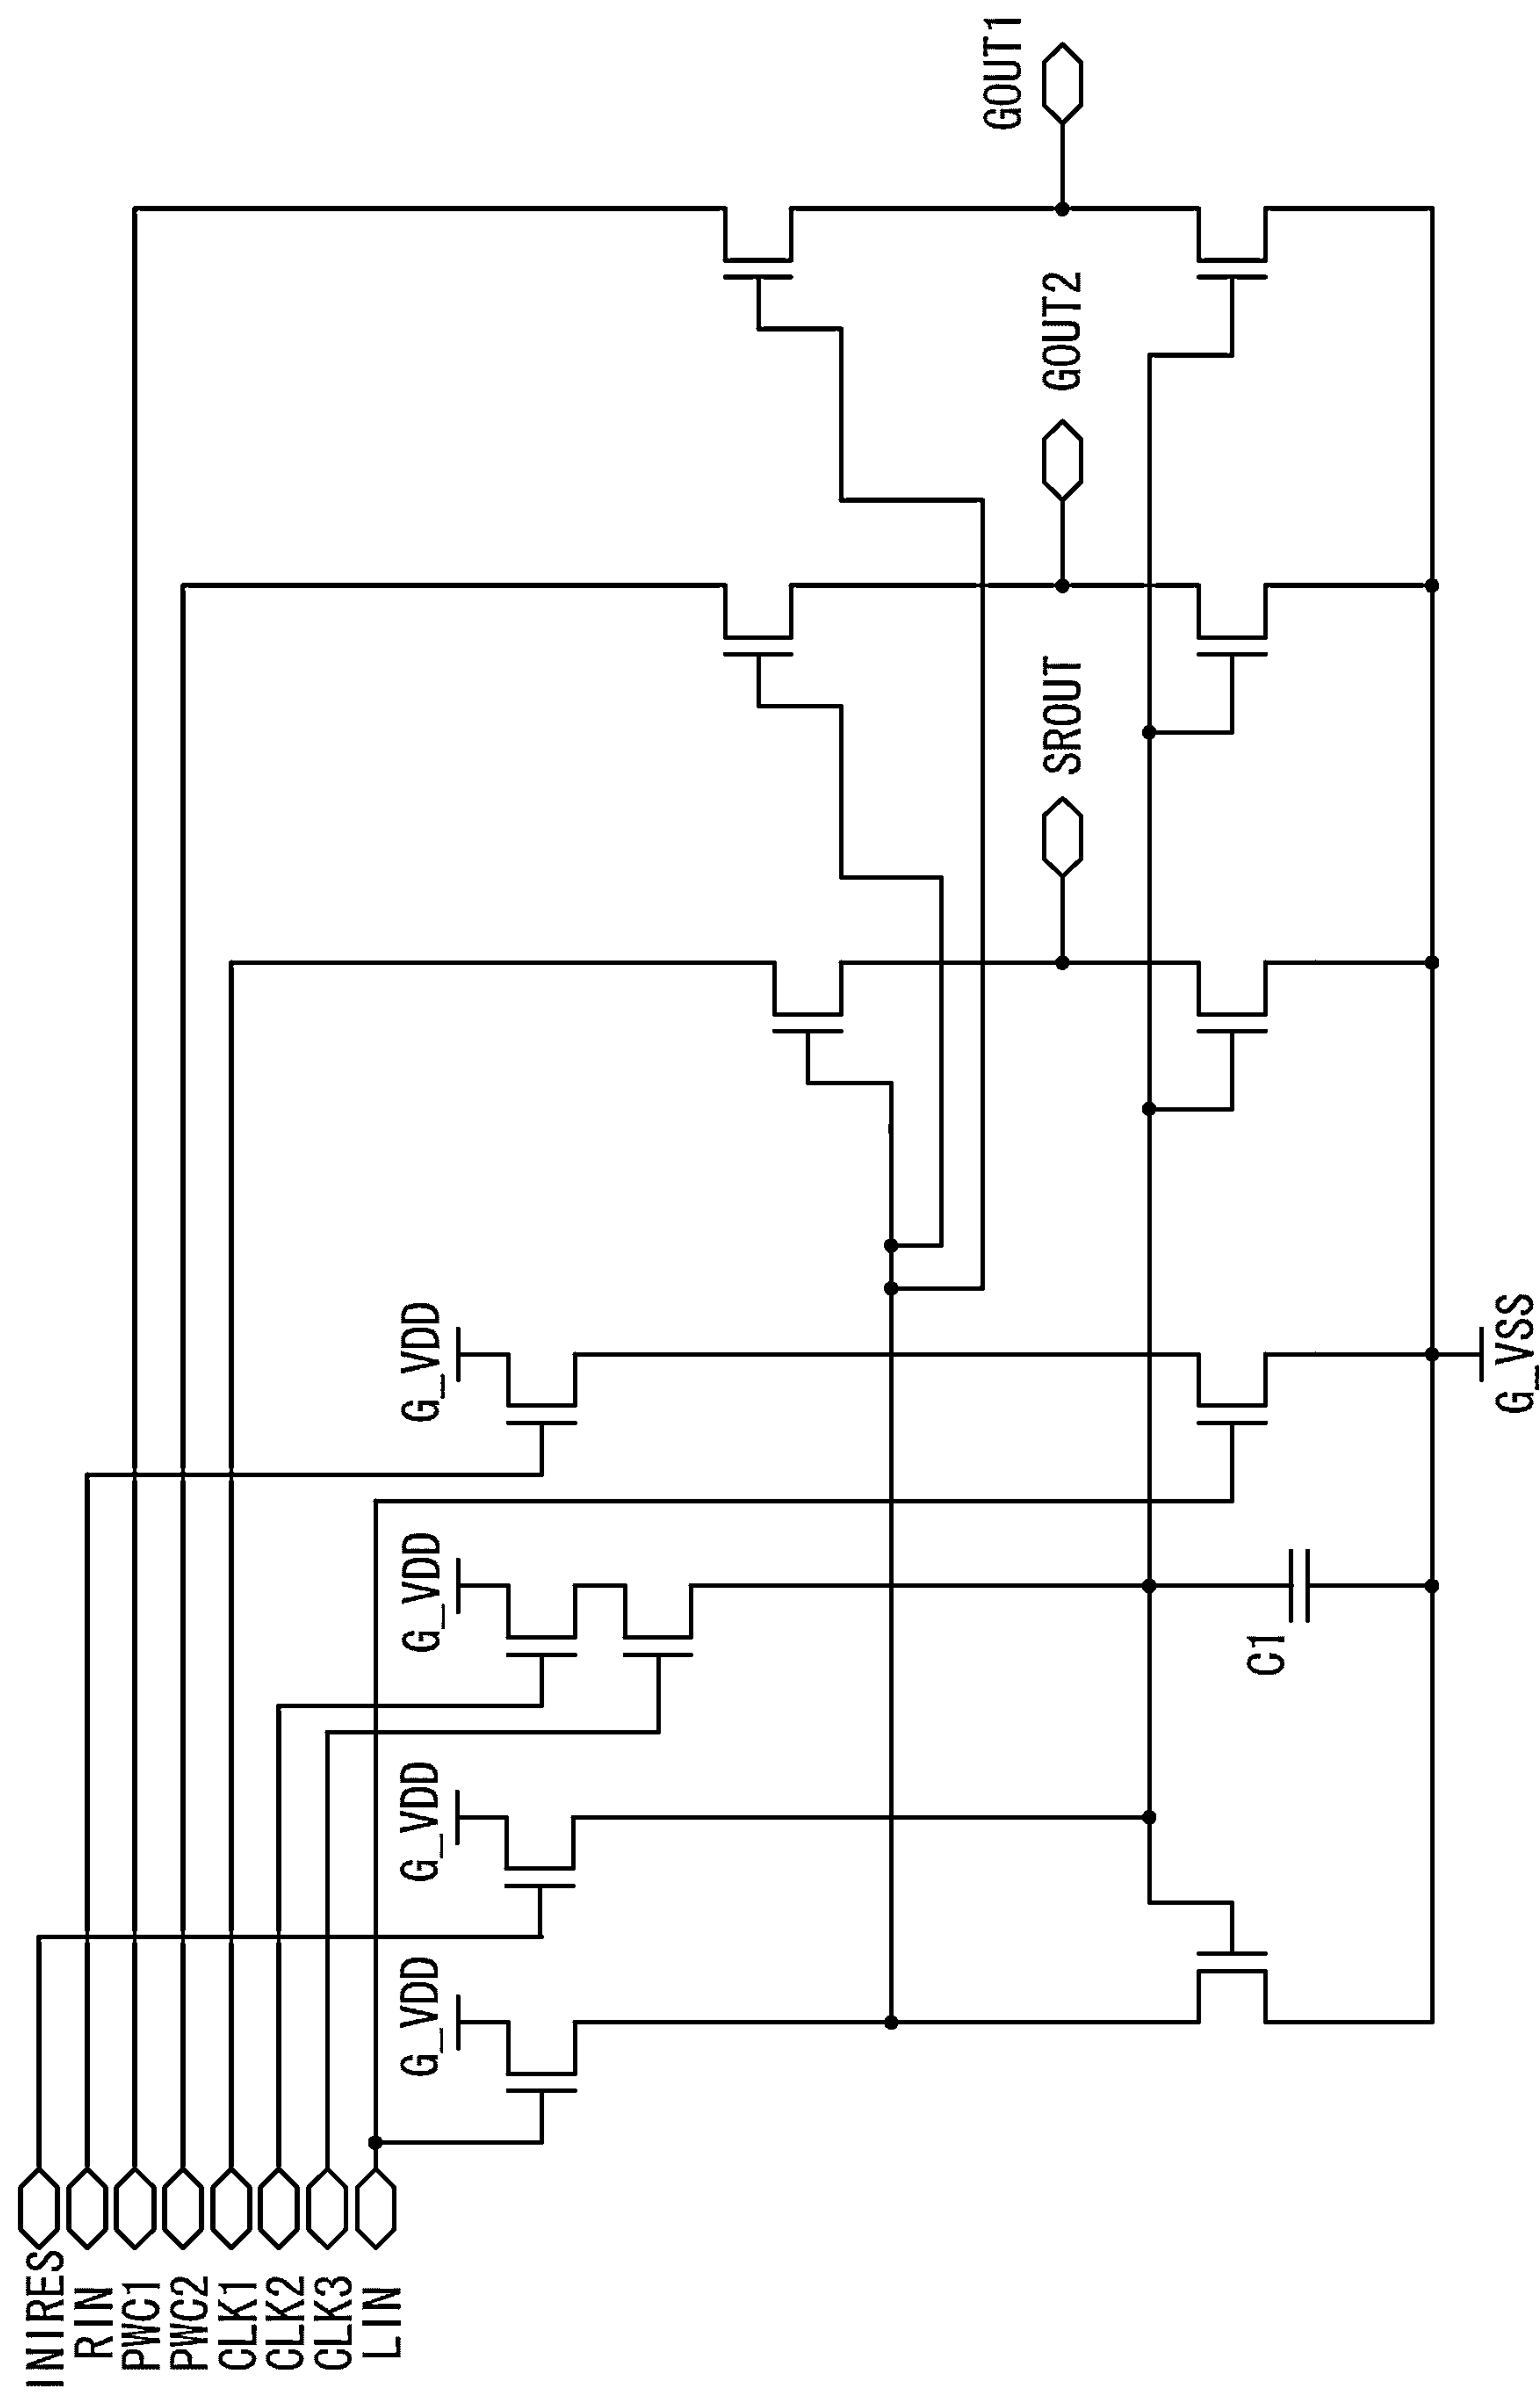 INIRES
RIN
PWC1
PWC2
CLK1
CLK2
CLK3
LIN
G_VDD
G_VDD
G_VDD
G_VDD
C1
G_VSS
SROUT
GOUT2
GOUT1